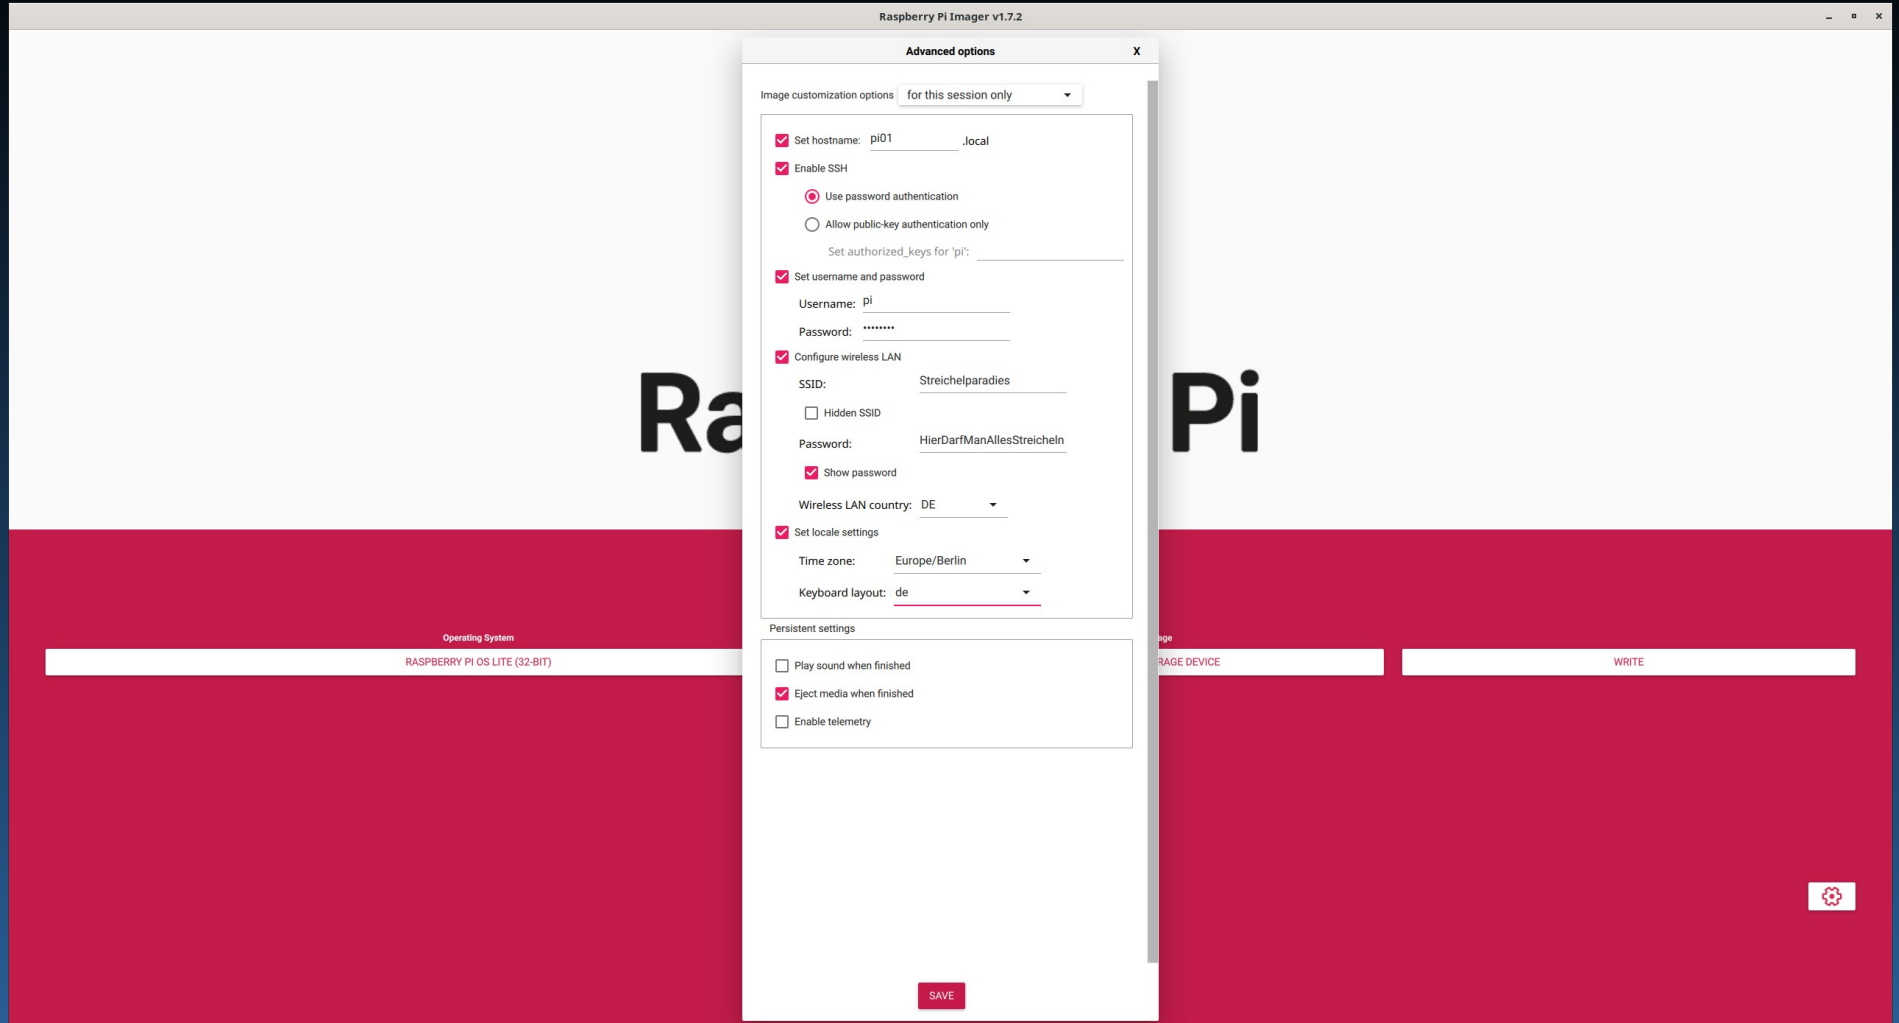 Raspberry Pi Imager v1.7.2
Advanced options X
Image customization options for this session only
Set hostname: pi01 .local
Enable SSH
Use password authentication
Allow public-key authentication only
Set authorized_keys for 'pi':
Set username and password
Username: pi
Password: ••••••••
Configure wireless LAN
SSID: Streichelparadies
Hidden SSID
Password: HierDarfManAllesStreicheln
Show password
Wireless LAN country: DE
Set locale settings
Time zone: Europe/Berlin
Keyboard layout: de
Persistent settings
Play sound when finished
Eject media when finished
Enable telemetry
SAVE
Ra Pi
Operating System age
RASPBERRY PI OS LITE (32-BIT) RAGE DEVICE WRITE